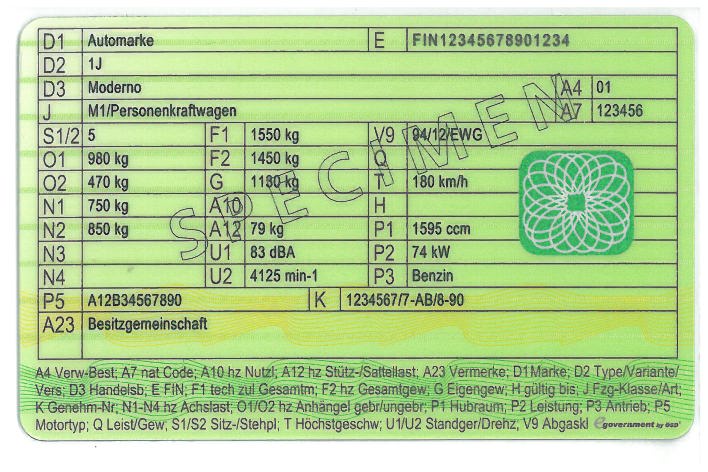 D1 Automarke E FIN12345678901234
D2 1J
D3 Moderno A4 01
J M1/Personenkraftwagen A7 123456
S1/2 5 F1 1550 kg V9 94/12/EWG
O1 980 kg F2 1450 kg Q
O2 470 kg G 1130 kg T 180 km/h
N1 750 kg A10 H
N2 850 kg A12 79 kg P1 1595 ccm
N3 U1 83 dBA P2 74 kW
N4 U2 4125 min-1 P3 Benzin
P5 A12B34567890 K 1234567/7-AB/8-90
A23 Besitzgemeinschaft
SPECIMEN
A4 Verw-Best; A7 nat Code; A10 hz Nutzl; A12 hz Stütz-/Sattellast; A23 Vermerke; D1Marke; D2 Type/Variante/
Vers; D3 Handelsb; E FIN; F1 tech zul Gesamtm; F2 hz Gesamtgew; G Eigengew; H gültig bis; J Fzg-Klasse/Art;
K Genehm-Nr; N1-N4 hz Achslast; O1/O2 hz Anhängel gebr/ungebr; P1 Hubraum; P2 Leistung; P3 Antrieb; P5
Motortyp; Q Leist/Gew; S1/S2 Sitz-/Stehpl; T Höchstgeschw; U1/U2 Standger/Drehz; V9 Abgaskl egovernment by OSD